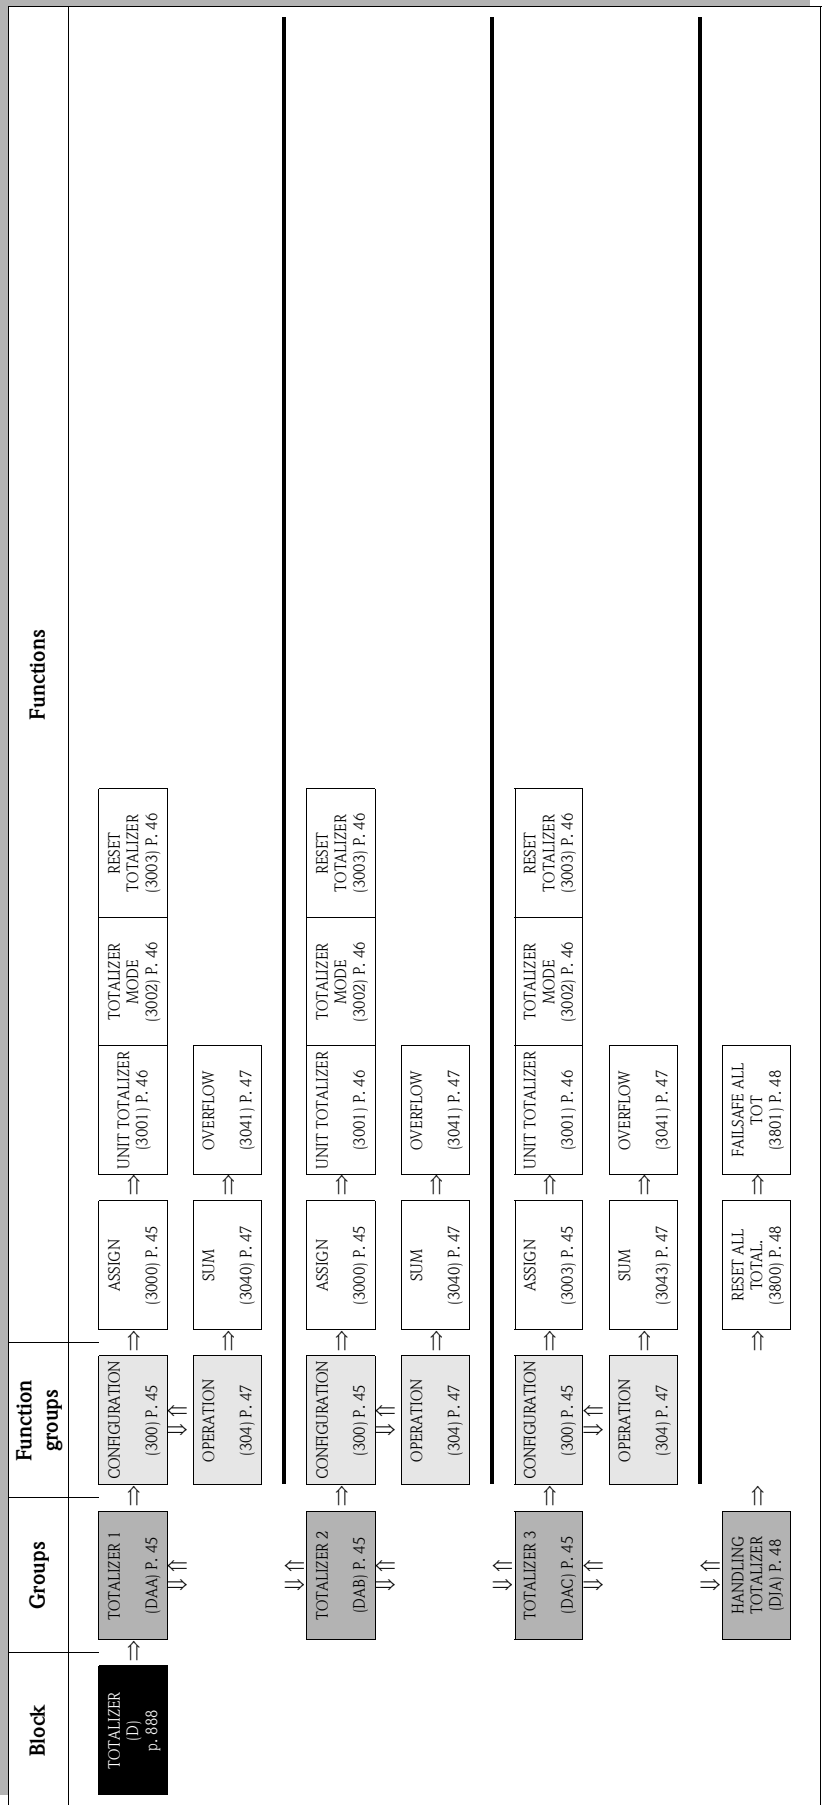 Block
Groups
Function
groups
Functions
TOTALIZER
(D)
p. 888
TOTALIZER 1
(DAA) P. 45
CONFIGURATION
(300) P. 45
ASSIGN
(3000) P. 45
UNIT TOTALIZER
(3001) P. 46
TOTALIZER
MODE
(3002) P. 46
RESET
TOTALIZER
(3003) P. 46
OPERATION
(304) P. 47
SUM
(3040) P. 47
OVERFLOW
(3041) P. 47
TOTALIZER 2
(DAB) P. 45
CONFIGURATION
(300) P. 45
ASSIGN
(3000) P. 45
UNIT TOTALIZER
(3001) P. 46
TOTALIZER
MODE
(3002) P. 46
RESET
TOTALIZER
(3003) P. 46
OPERATION
(304) P. 47
SUM
(3040) P. 47
OVERFLOW
(3041) P. 47
TOTALIZER 3
(DAC) P. 45
CONFIGURATION
(300) P. 45
ASSIGN
(3003) P. 45
UNIT TOTALIZER
(3001) P. 46
TOTALIZER
MODE
(3002) P. 46
RESET
TOTALIZER
(3003) P. 46
OPERATION
(304) P. 47
SUM
(3043) P. 47
OVERFLOW
(3041) P. 47
HANDLING
TOTALIZER
(DJA) P. 48
RESET ALL
TOTAL.
(3800) P. 48
FAILSAFE ALL
TOT
(3801) P. 48